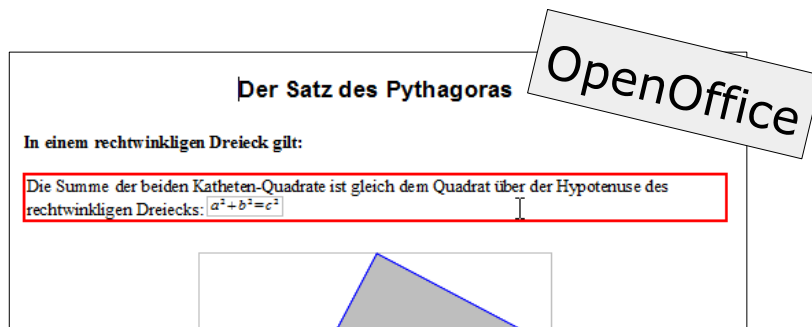 OpenOffice
Der Satz des Pythagoras
In einem rechtwinkligen Dreieck gilt:
Die Summe der beiden Katheten-Quadrate ist gleich dem Quadrat über der Hypotenuse des
rechtwinkligen Dreiecks: a²+b²=c²